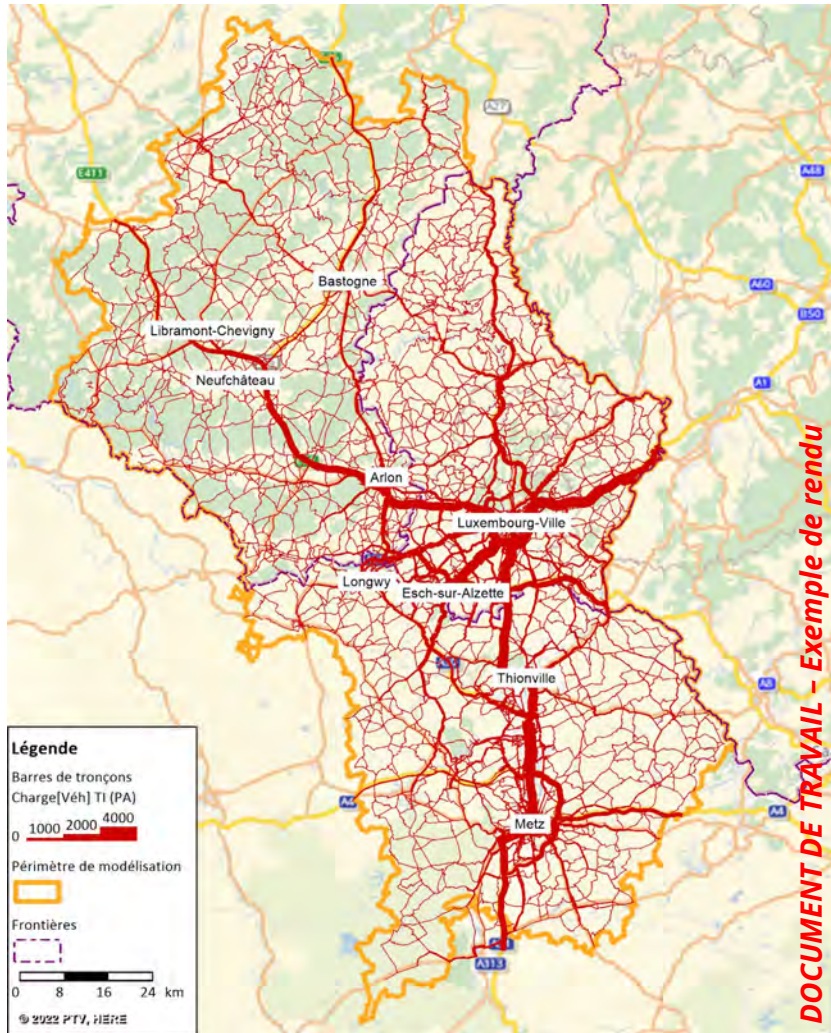 A27
E411
A48
A60
B50
A1
Bastogne
Libramont-Chevigny
Neufchâteau
Arlon
Luxembourg-Ville
Longwy
Esch-sur-Alzette
Thionville
A8
A4
Metz
A4
A313
Légende
Barres de tronçons
Charge[Véh] TI (PA)
0 1000 2000 4000
Périmètre de modélisation
Frontières
0 8 16 24 km
© 2022 PTV, HERE
DOCUMENT DE TRAVAIL – Exemple de rendu